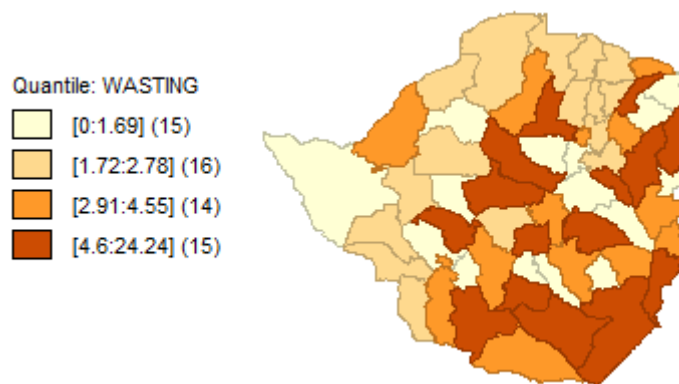 Quantile: WASTING
[0:1.69] (15)
[1.72:2.78] (16)
[2.91:4.55] (14)
[4.6:24.24] (15)